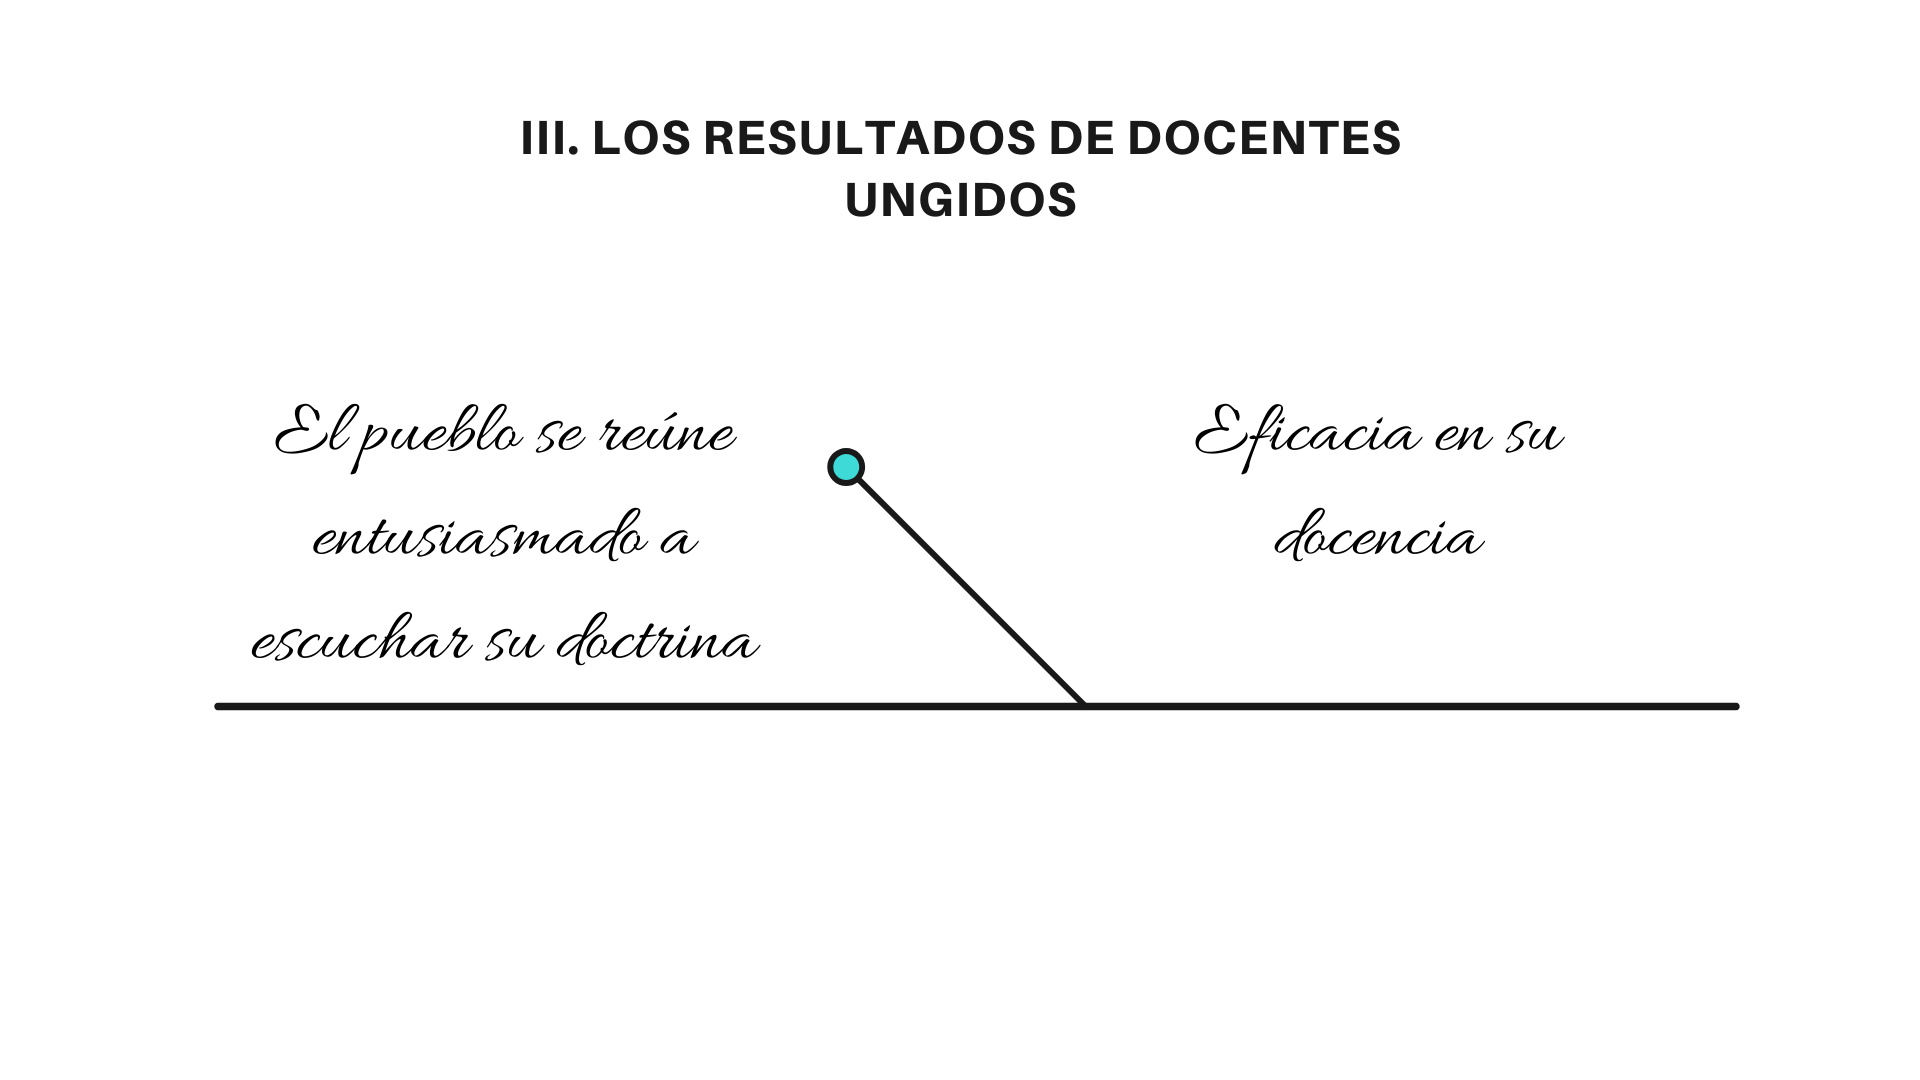 III. LOS RESULTADOS DE DOCENTES
UNGIDOS
El pueblo se reúne
entusiasmado a
escuchar su doctrina
Eficacia en su
docencia